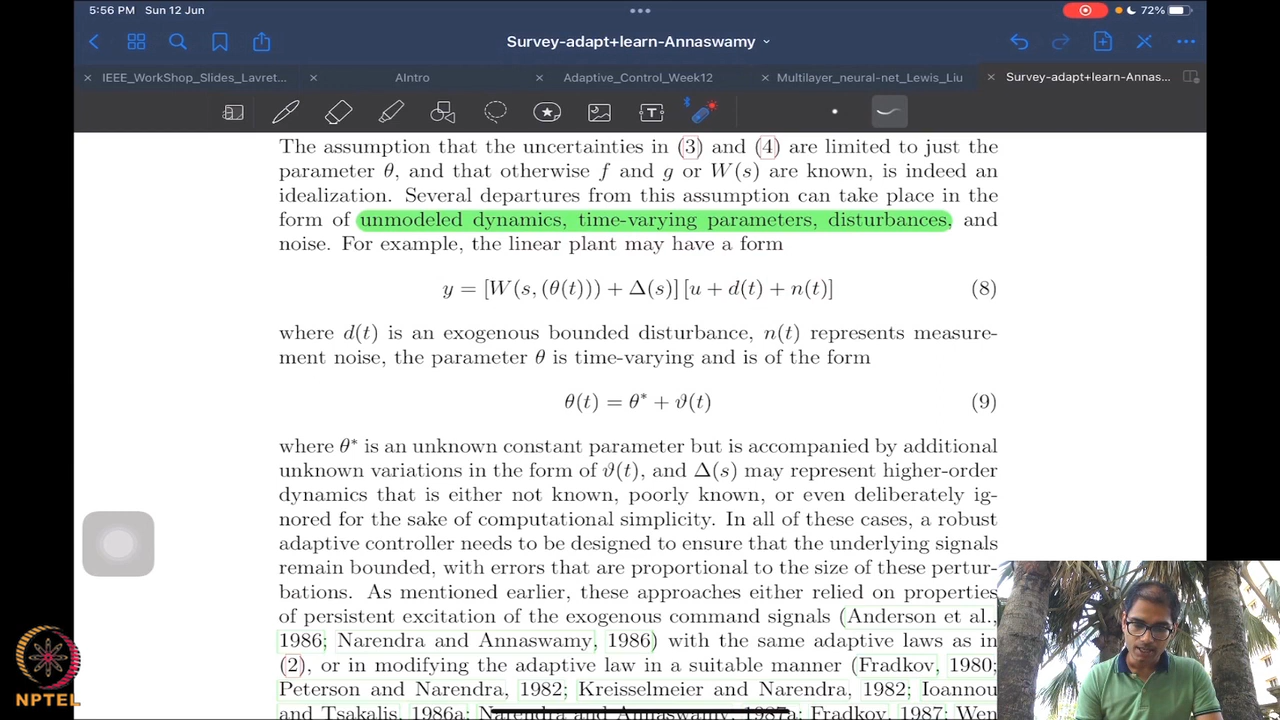 5:56 PM Sun 12 Jun
72%
Survey-adapt+learn-Annaswamy
IEEE_WorkShop_Slides_Lavret...
AIntro
Adaptive_Control_Week12
Multilayer_neural-net_Lewis_Liu
Survey-adapt+learn-Annas...
The assumption that the uncertainties in (3) and (4) are limited to just the
parameter θ, and that otherwise f and g or W(s) are known, is indeed an
idealization. Several departures from this assumption can take place in the
form of unmodeled dynamics, time-varying parameters, disturbances, and
noise. For example, the linear plant may have a form
y = [W(s, (θ(t))) + Δ(s)] [u + d(t) + n(t)] (8)
where d(t) is an exogenous bounded disturbance, n(t) represents measure-
ment noise, the parameter θ is time-varying and is of the form
θ(t) = θ* + ϑ(t) (9)
where θ* is an unknown constant parameter but is accompanied by additional
unknown variations in the form of ϑ(t), and Δ(s) may represent higher-order
dynamics that is either not known, poorly known, or even deliberately ig-
nored for the sake of computational simplicity. In all of these cases, a robust
adaptive controller needs to be designed to ensure that the underlying signals
remain bounded, with errors that are proportional to the size of these pertur-
bations. As mentioned earlier, these approaches either relied on properties
of persistent excitation of the exogenous command signals (Anderson et al.,
1986; Narendra and Annaswamy, 1986) with the same adaptive laws as in
(2), or in modifying the adaptive law in a suitable manner (Fradkov, 1980;
Peterson and Narendra, 1982; Kreisselmeier and Narendra, 1982; Ioannou
and Tsakalis, 1986a; Narendra and Annaswamy, 1987a; Fradkov, 1987; Wen
NPTEL